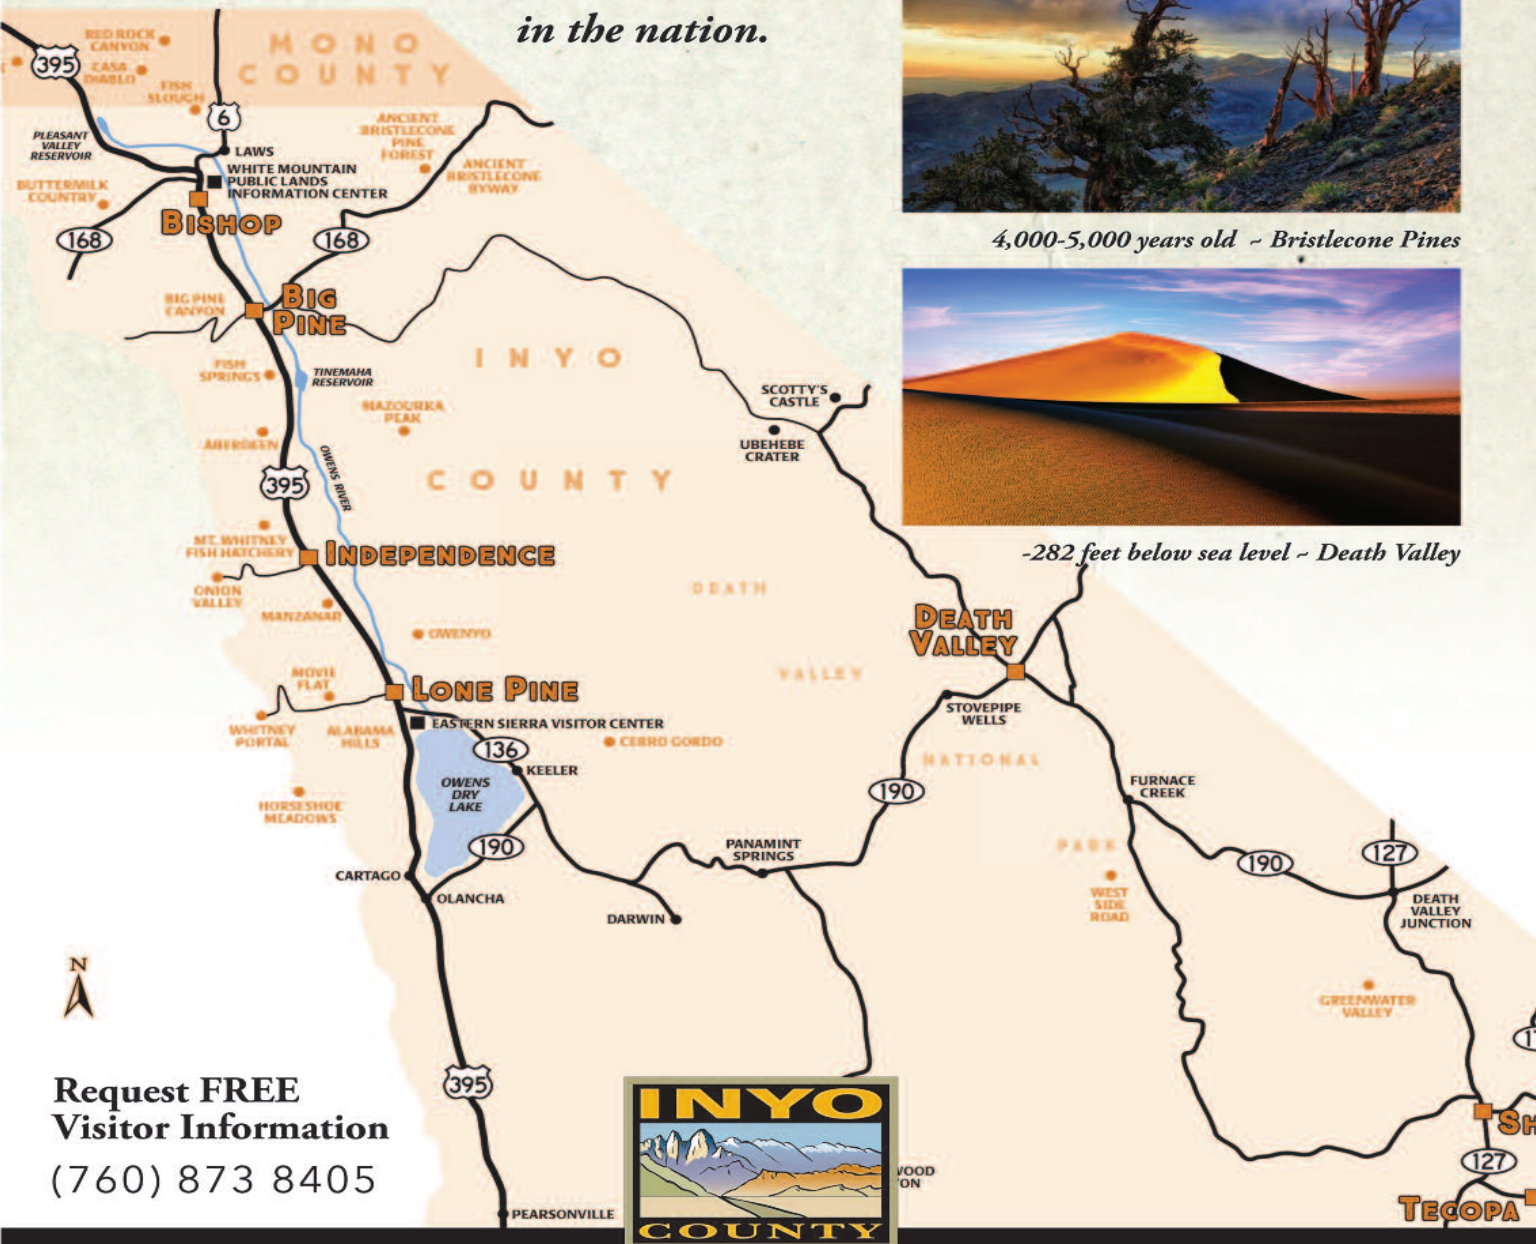 in the nation.
4,000-5,000 years old ~ Bristlecone Pines
-282 feet below sea level ~ Death Valley
MONO
COUNTY
RED ROCK
CANYON
395
CASA
DIABLO
FISH
SLOUGH
6
PLEASANT
VALLEY
RESERVOIR
LAWS
WHITE MOUNTAIN
PUBLIC LANDS
INFORMATION CENTER
ANCIENT
BRISTLECONE
PINE
FOREST
ANCIENT
BRISTLECONE
BYWAY
BUTTERMILK
COUNTRY
BISHOP
168
168
BIG PINE
CANYON
BIG
PINE
INYO
COUNTY
FISH
SPRINGS
TINEMAHA
RESERVOIR
MAZOURKA
PEAK
SCOTTY'S
CASTLE
UBEHEBE
CRATER
ABERDEEN
OWENS RIVER
395
MT. WHITNEY
FISH HATCHERY
INDEPENDENCE
ONION
VALLEY
MANZANAR
OWENYO
DEATH
VALLEY
NATIONAL
PARK
DEATH
VALLEY
MOVIE
FLAT
LONE PINE
WHITNEY
PORTAL
ALABAMA
HILLS
EASTERN SIERRA VISITOR CENTER
136
CERRO GORDO
KEELER
OWENS
DRY
LAKE
HORSESHOE
MEADOWS
190
STOVEPIPE
WELLS
190
FURNACE
CREEK
PANAMINT
SPRINGS
CARTAGO
OLANCHA
DARWIN
190
127
WEST
SIDE
ROAD
DEATH
VALLEY
JUNCTION
GREENWATER
VALLEY
N
395
Request FREE
Visitor Information
(760) 873 8405
PEARSONVILLE
INYO
COUNTY
127
TECOPA